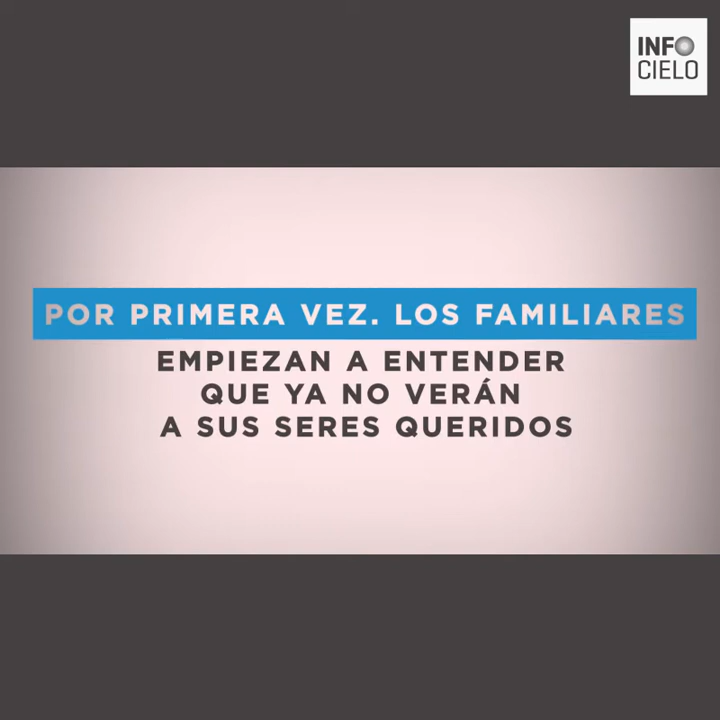 INFO
CIELO
POR PRIMERA VEZ. LOS FAMILIARES
EMPIEZAN A ENTENDER
QUE YA NO VERÁN
A SUS SERES QUERIDOS